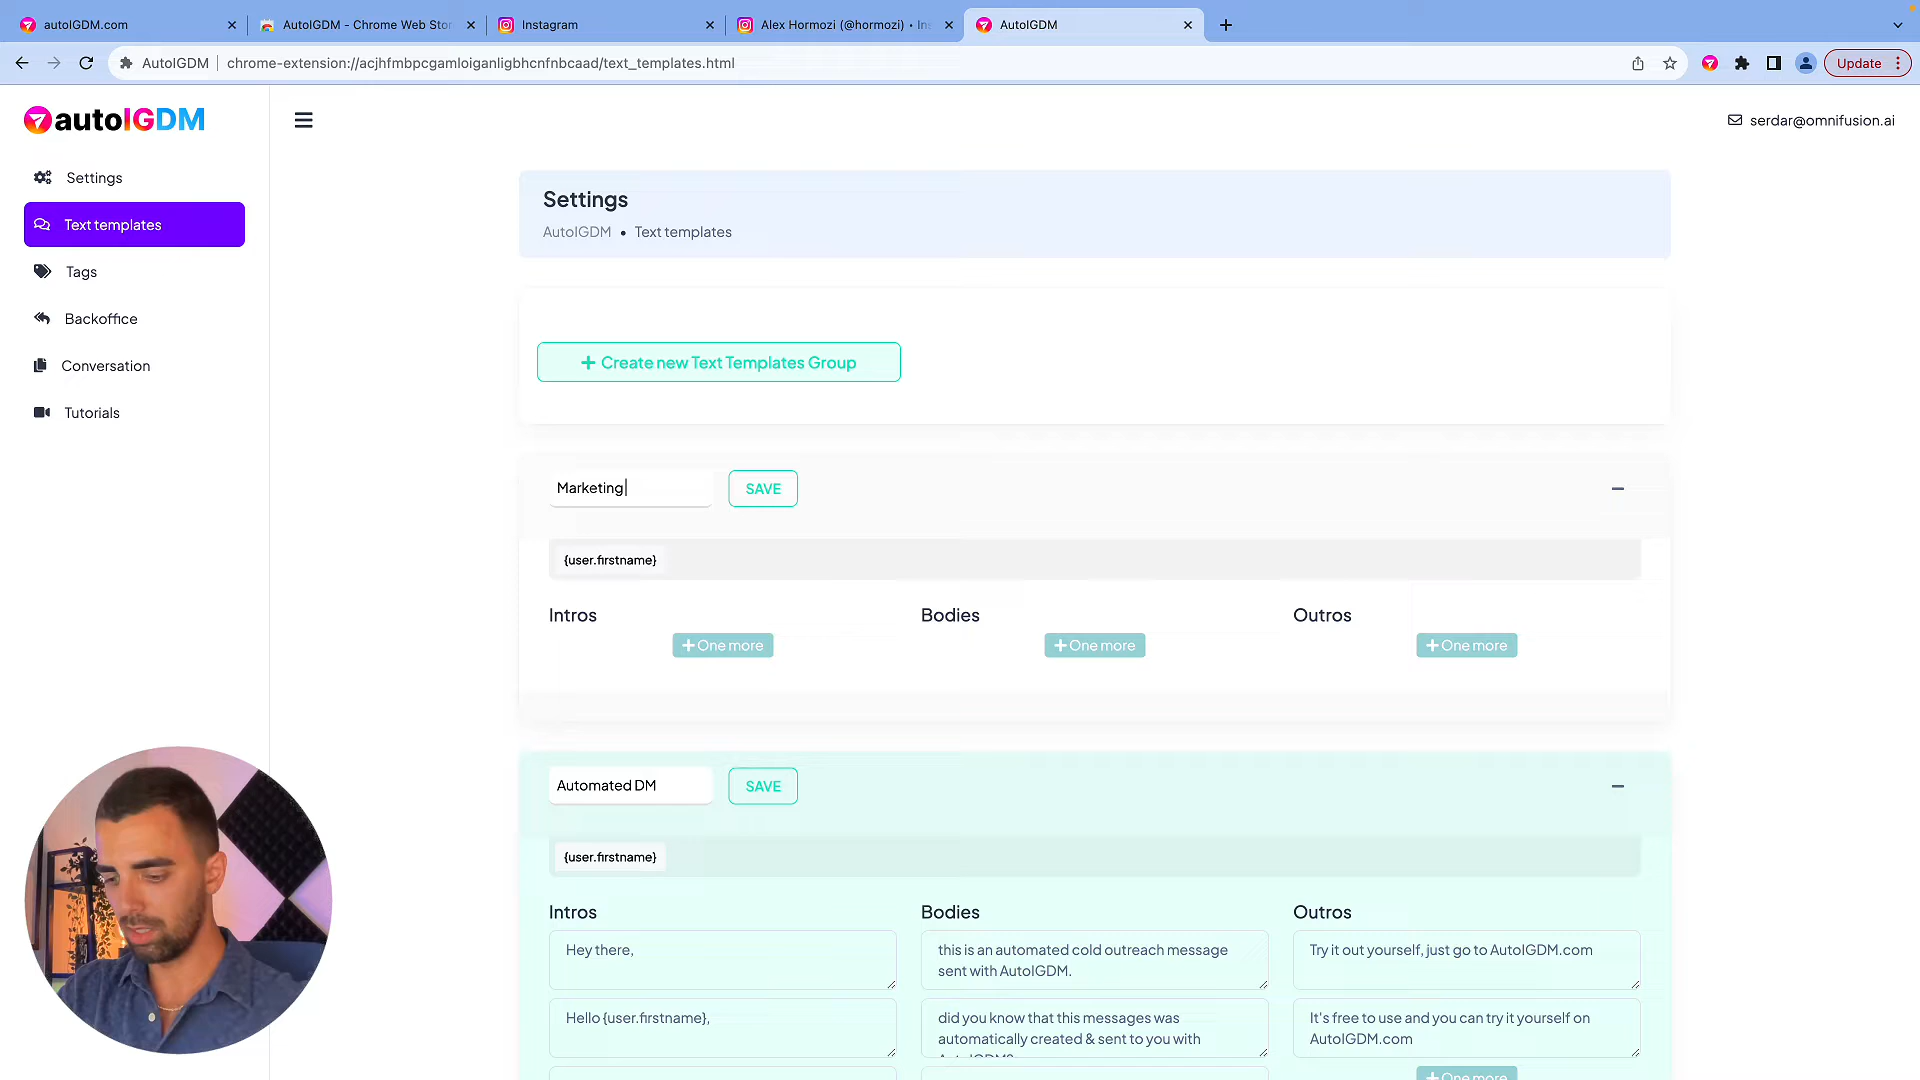 autoIGDM.com
AutoIGDM - Chrome Web Stor
Instagram
Alex Hormozi (@hormozi) • Ins
AutoIGDM
AutoIGDM
chrome-extension://acjhfmbpcgamloiganligbhcnfnbcaad/text_templates.html
Update
autoIGDM
serdar@omnifusion.ai
Settings
Text templates
Tags
Backoffice
Conversation
Tutorials
Settings
AutoIGDM • Text templates
+ Create new Text Templates Group
Marketing
SAVE
{user.firstname}
Intros
Bodies
Outros
+ One more
+ One more
+ One more
Automated DM
SAVE
{user.firstname}
Intros
Bodies
Outros
Hey there,
this is an automated cold outreach message
sent with AutoIGDM.
Try it out yourself, just go to AutoIGDM.com
Hello {user.firstname},
did you know that this messages was
automatically created & sent to you with
AutoIGDM?
It's free to use and you can try it yourself on
AutoIGDM.com
+ One more